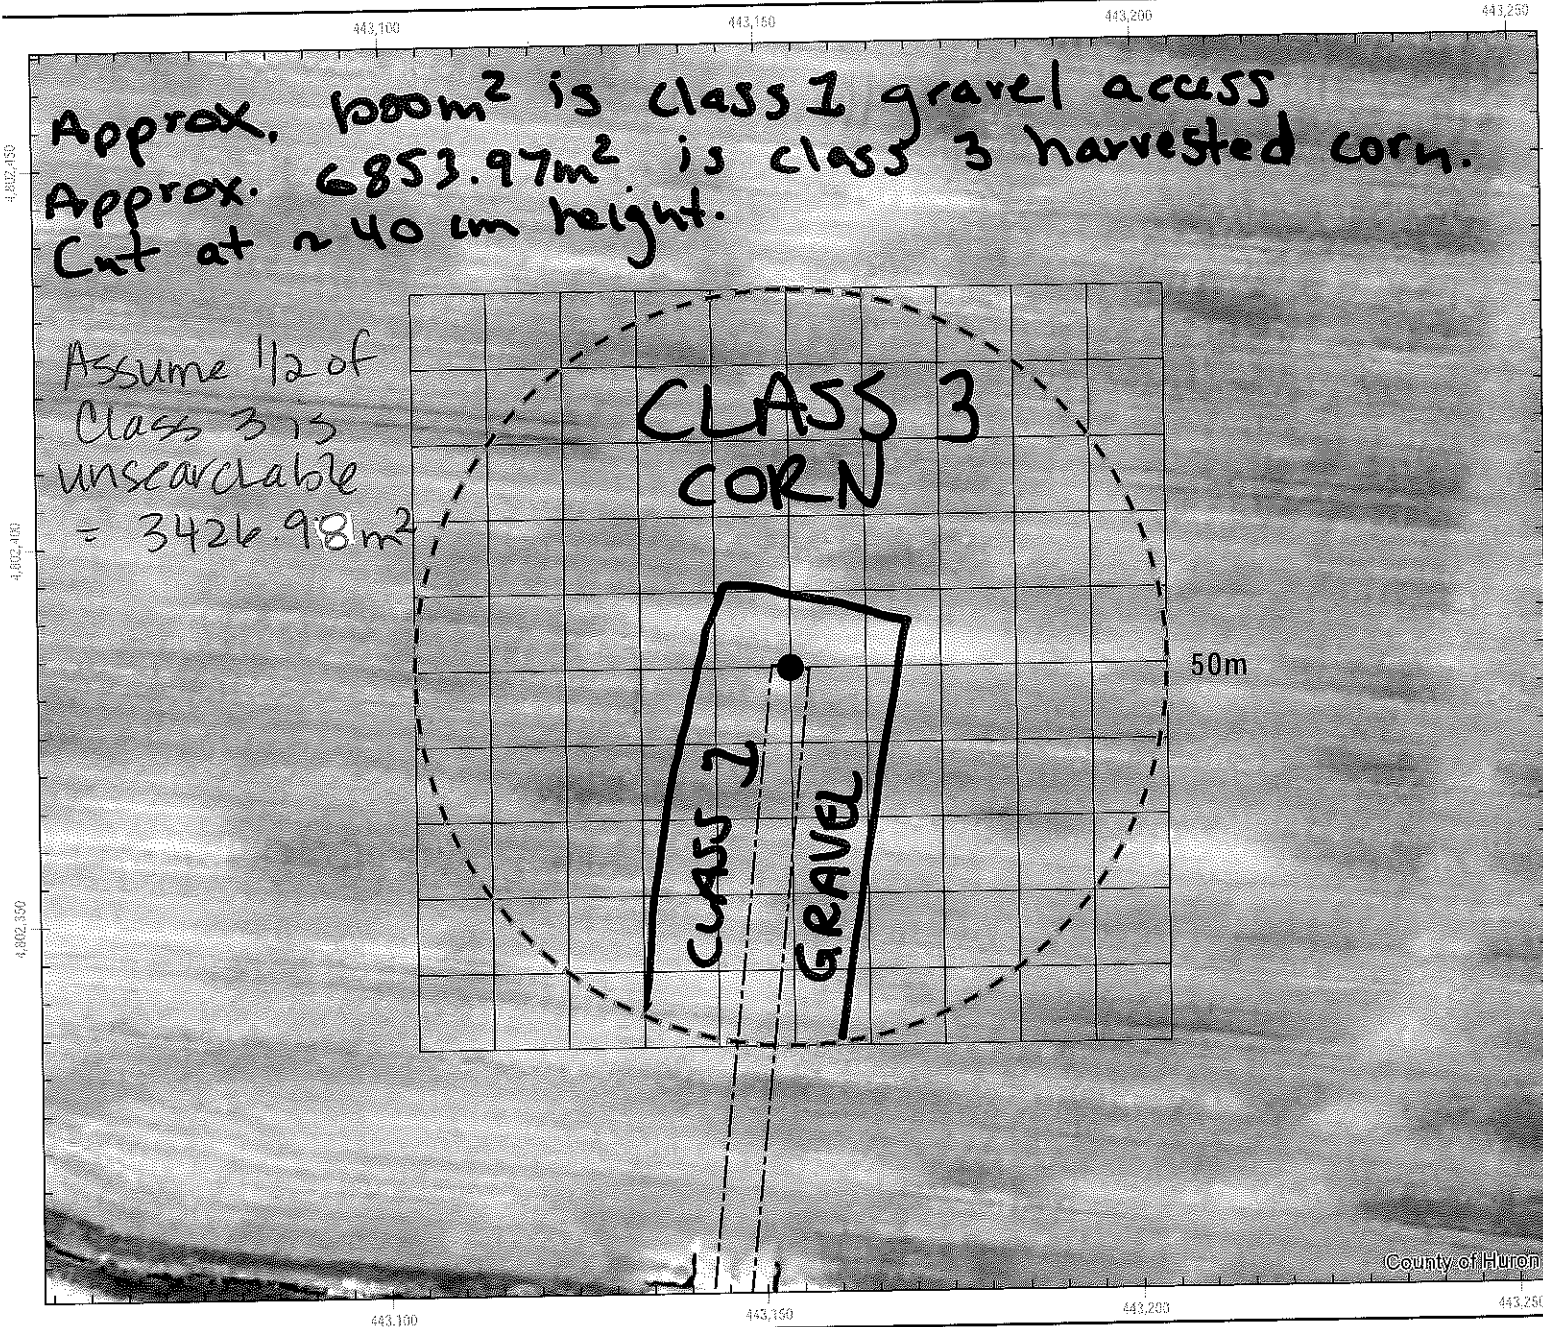 443,100 443,150 443,200 443,250
Approx. 1000m² is class 1 gravel access
Approx. 6853.97m² is class 3 harvested corn.
Cut at ~ 40 cm height.
4,802,450
Assume 1/2 of
Class 3 is
unsearchable
= 3426.98m²
4,802,400
CLASS 3
CORN
50m
CLASS 1
GRAVEL
4,802,350
County of Huron
443,100 443,150 443,200 443,250